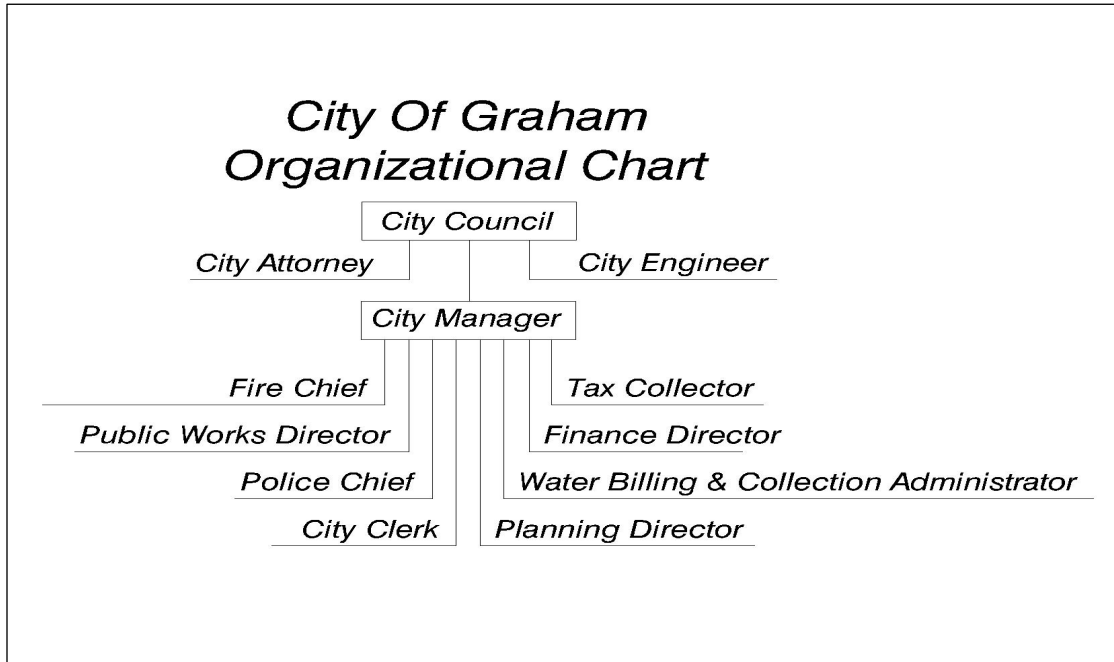 City Of Graham
Organizational Chart
City Council
City Attorney
City Engineer
City Manager
Fire Chief
Tax Collector
Public Works Director
Finance Director
Police Chief
Water Billing & Collection Administrator
City Clerk
Planning Director